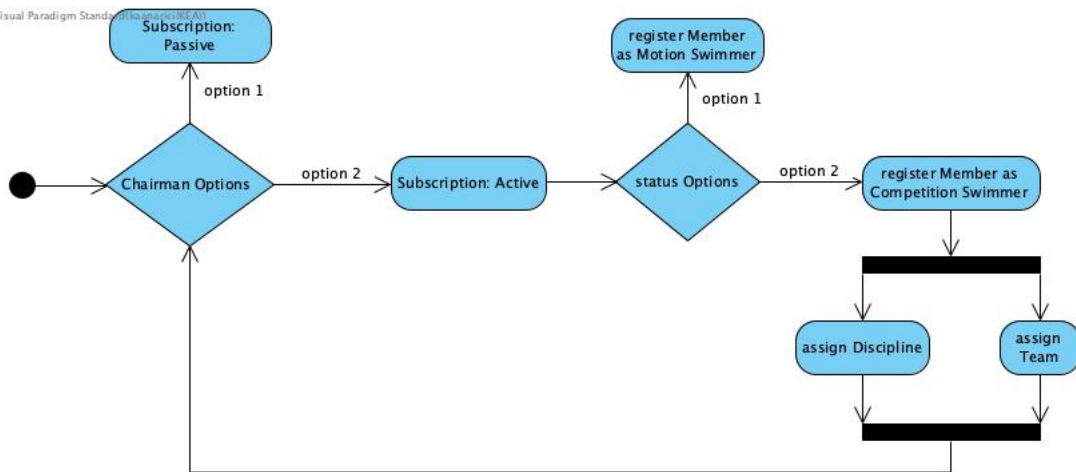 isual Paradigm Standard(kaanarici(KEA))
Subscription:
Passive
option 1
register Member
as Motion Swimmer
option 1
Chairman Options
option 2
Subscription: Active
status Options
option 2
register Member as
Competition Swimmer
assign Discipline
assign
Team